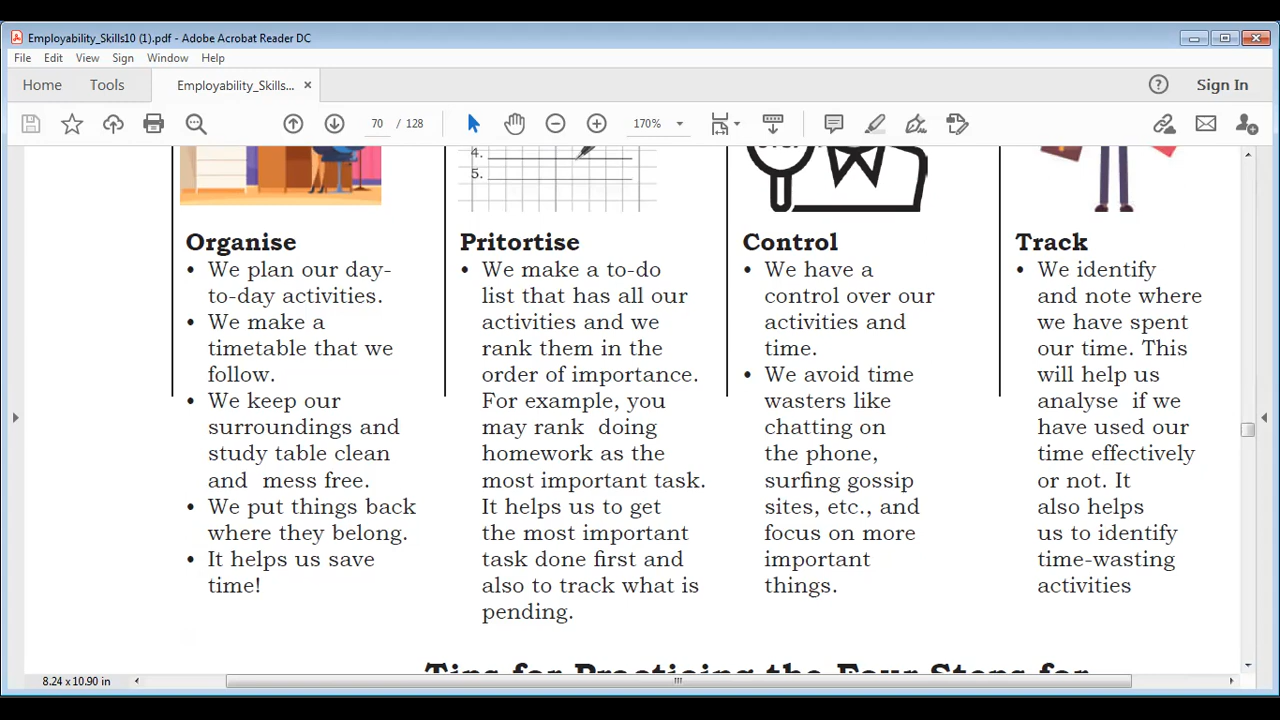 Employability_Skills10 (1).pdf - Adobe Acrobat Reader DC
File Edit View Sign Window Help
Home Tools Employability_Skills... × Sign In
70 / 128 170%
4.
5.
Organise
• We plan our day-
to-day activities.
• We make a
timetable that we
follow.
• We keep our
surroundings and
study table clean
and mess free.
• We put things back
where they belong.
• It helps us save
time!
Pritortise
• We make a to-do
list that has all our
activities and we
rank them in the
order of importance.
For example, you
may rank doing
homework as the
most important task.
It helps us to get
the most important
task done first and
also to track what is
pending.
Control
• We have a
control over our
activities and
time.
• We avoid time
wasters like
chatting on
the phone,
surfing gossip
sites, etc., and
focus on more
important
things.
Track
• We identify
and note where
we have spent
our time. This
will help us
analyse if we
have used our
time effectively
or not. It
also helps
us to identify
time-wasting
activities
Tips for Practising the Four Steps for
8.24 x 10.90 in